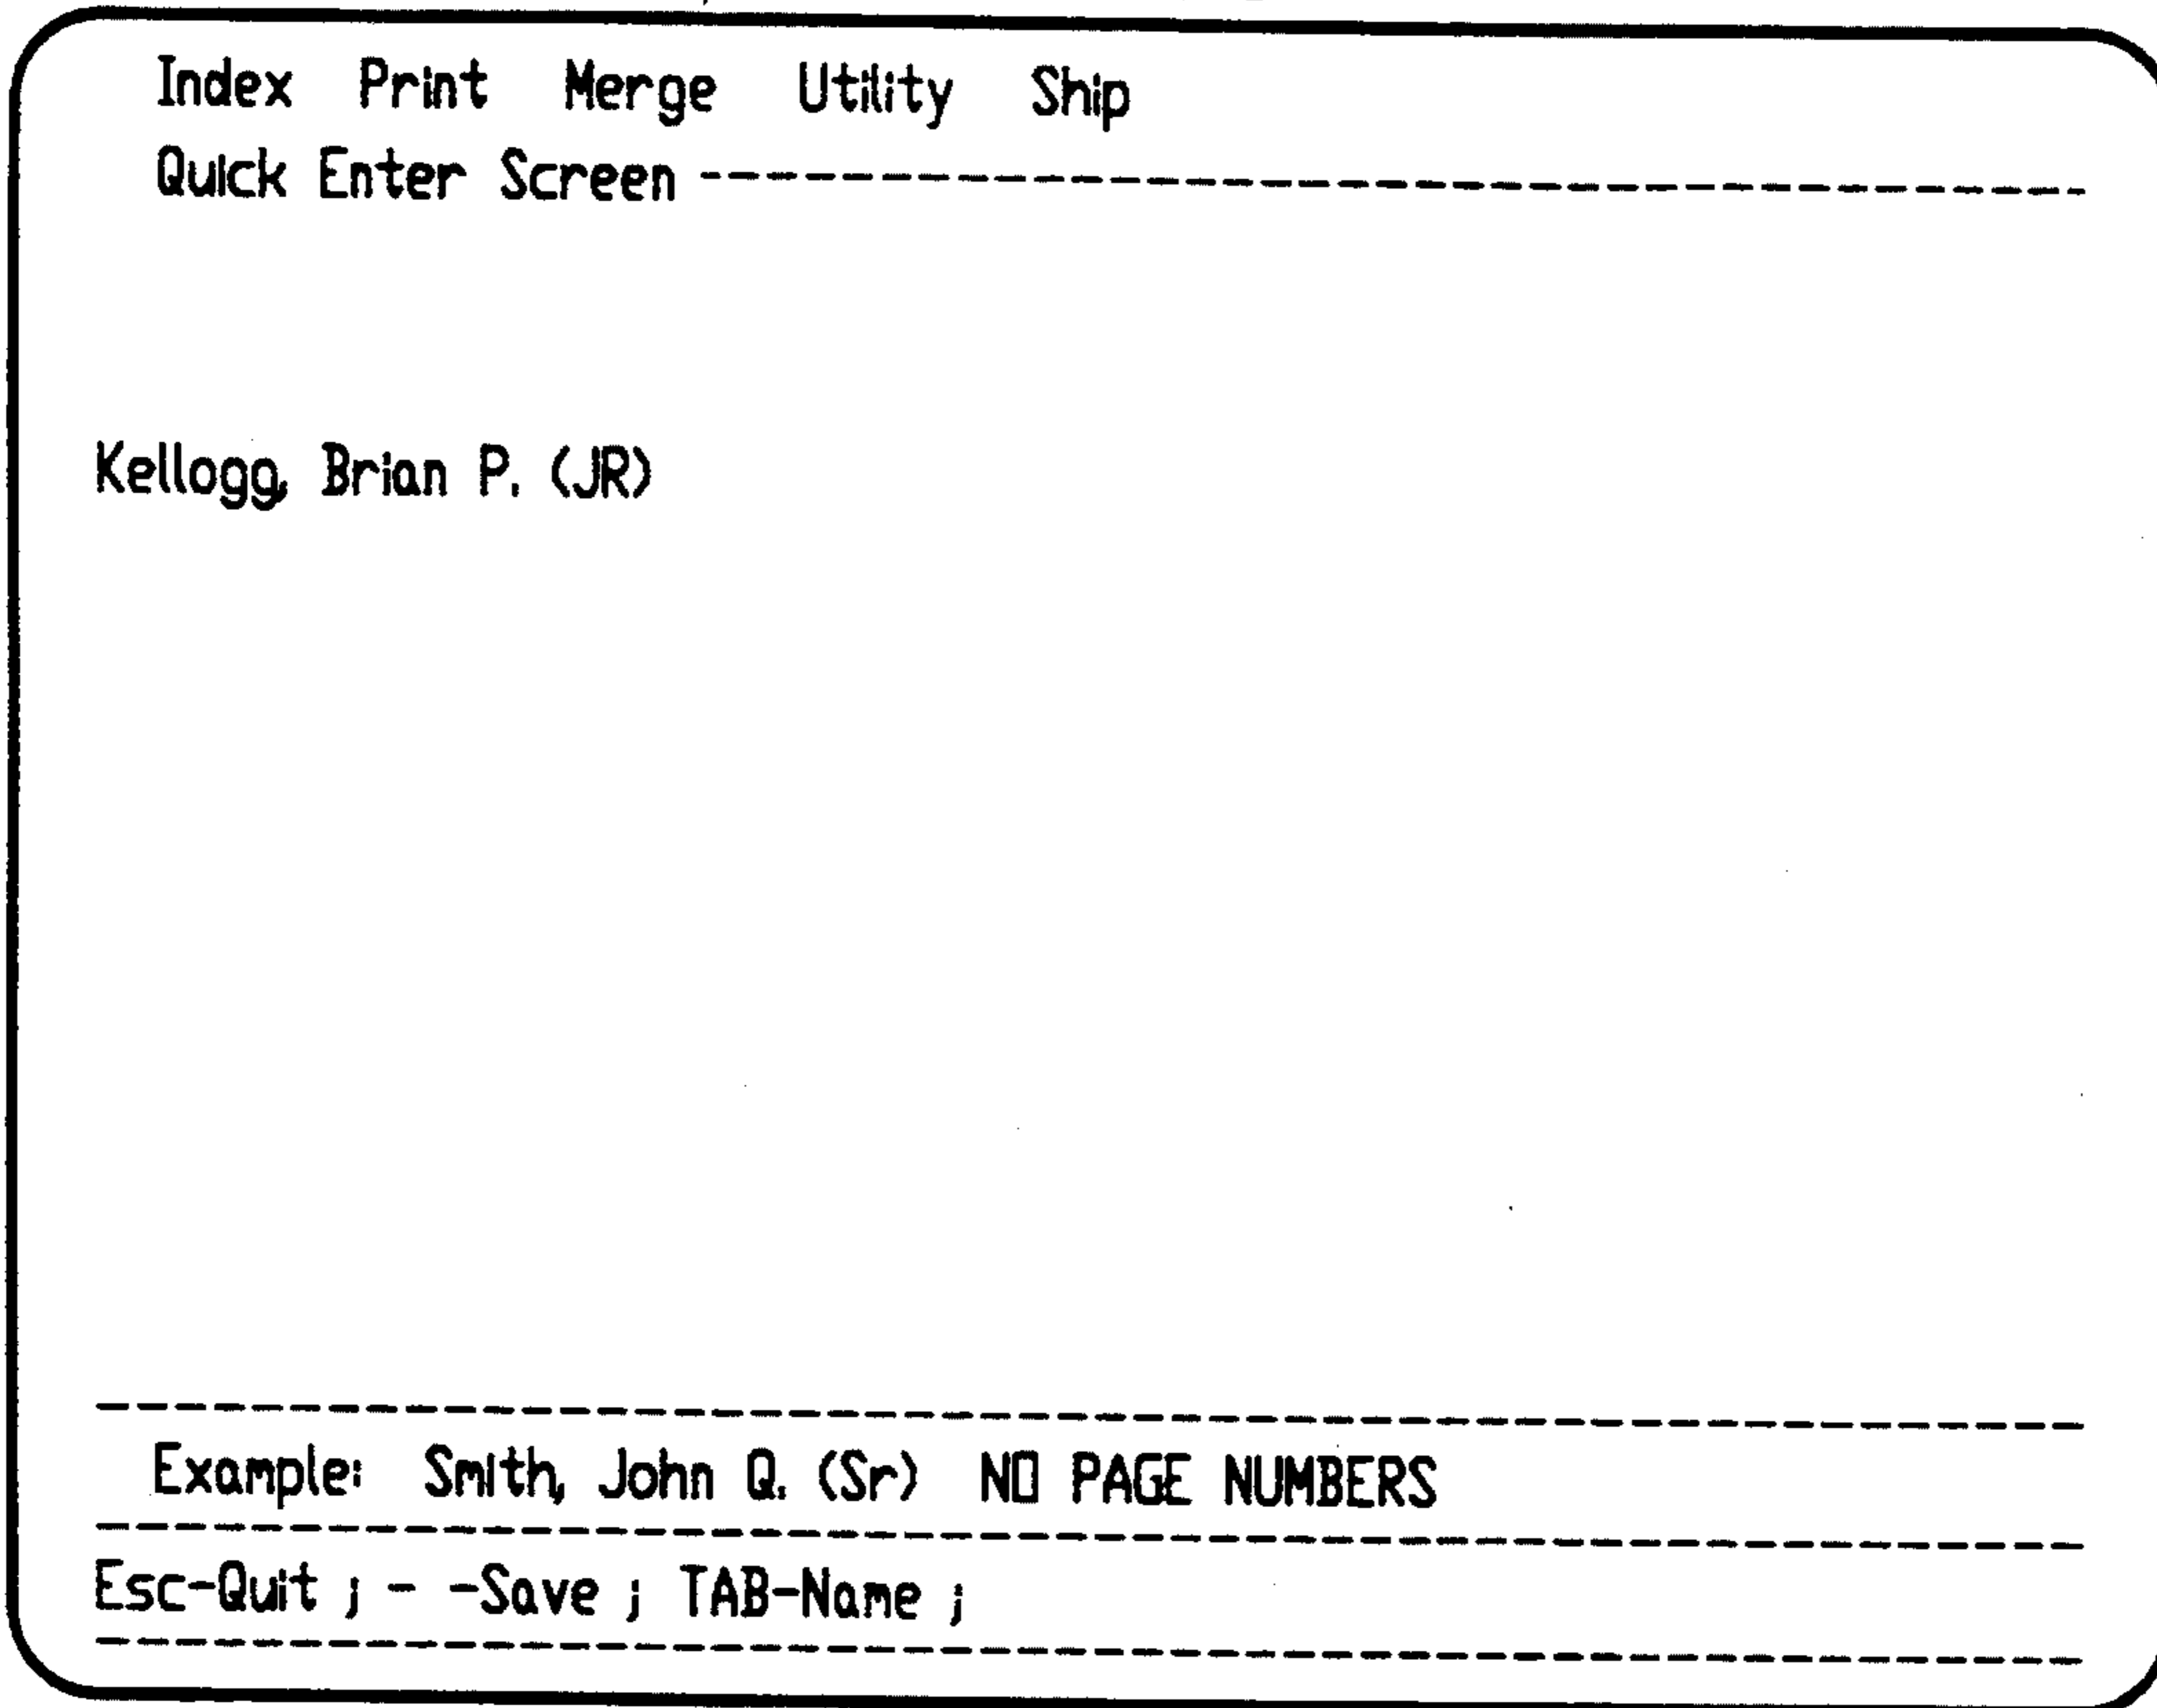 Index Print Merge Utility Ship
Quick Enter Screen
Kellogg, Brian P. (JR)
Example: Smith, John Q. (Sr) NO PAGE NUMBERS
Esc-Quit ; - -Save ; TAB-Name ;